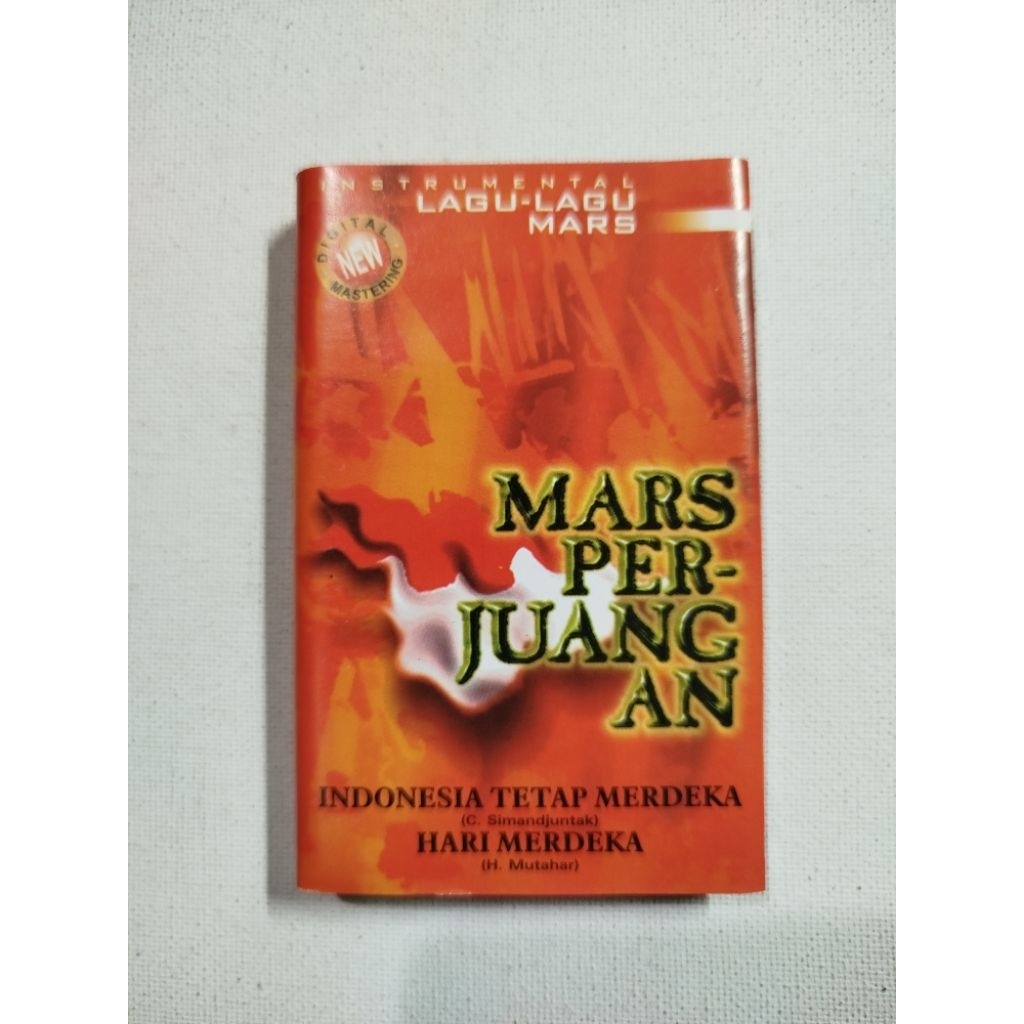 INSTRUMENTAL
LAGU-LAGU
MARS
DIGITAL
NEW
MASTERING
MARS
PER-
JUANG
AN
INDONESIA TETAP MERDEKA
(C. Simandjuntak)
HARI MERDEKA
(H. Mutahar)